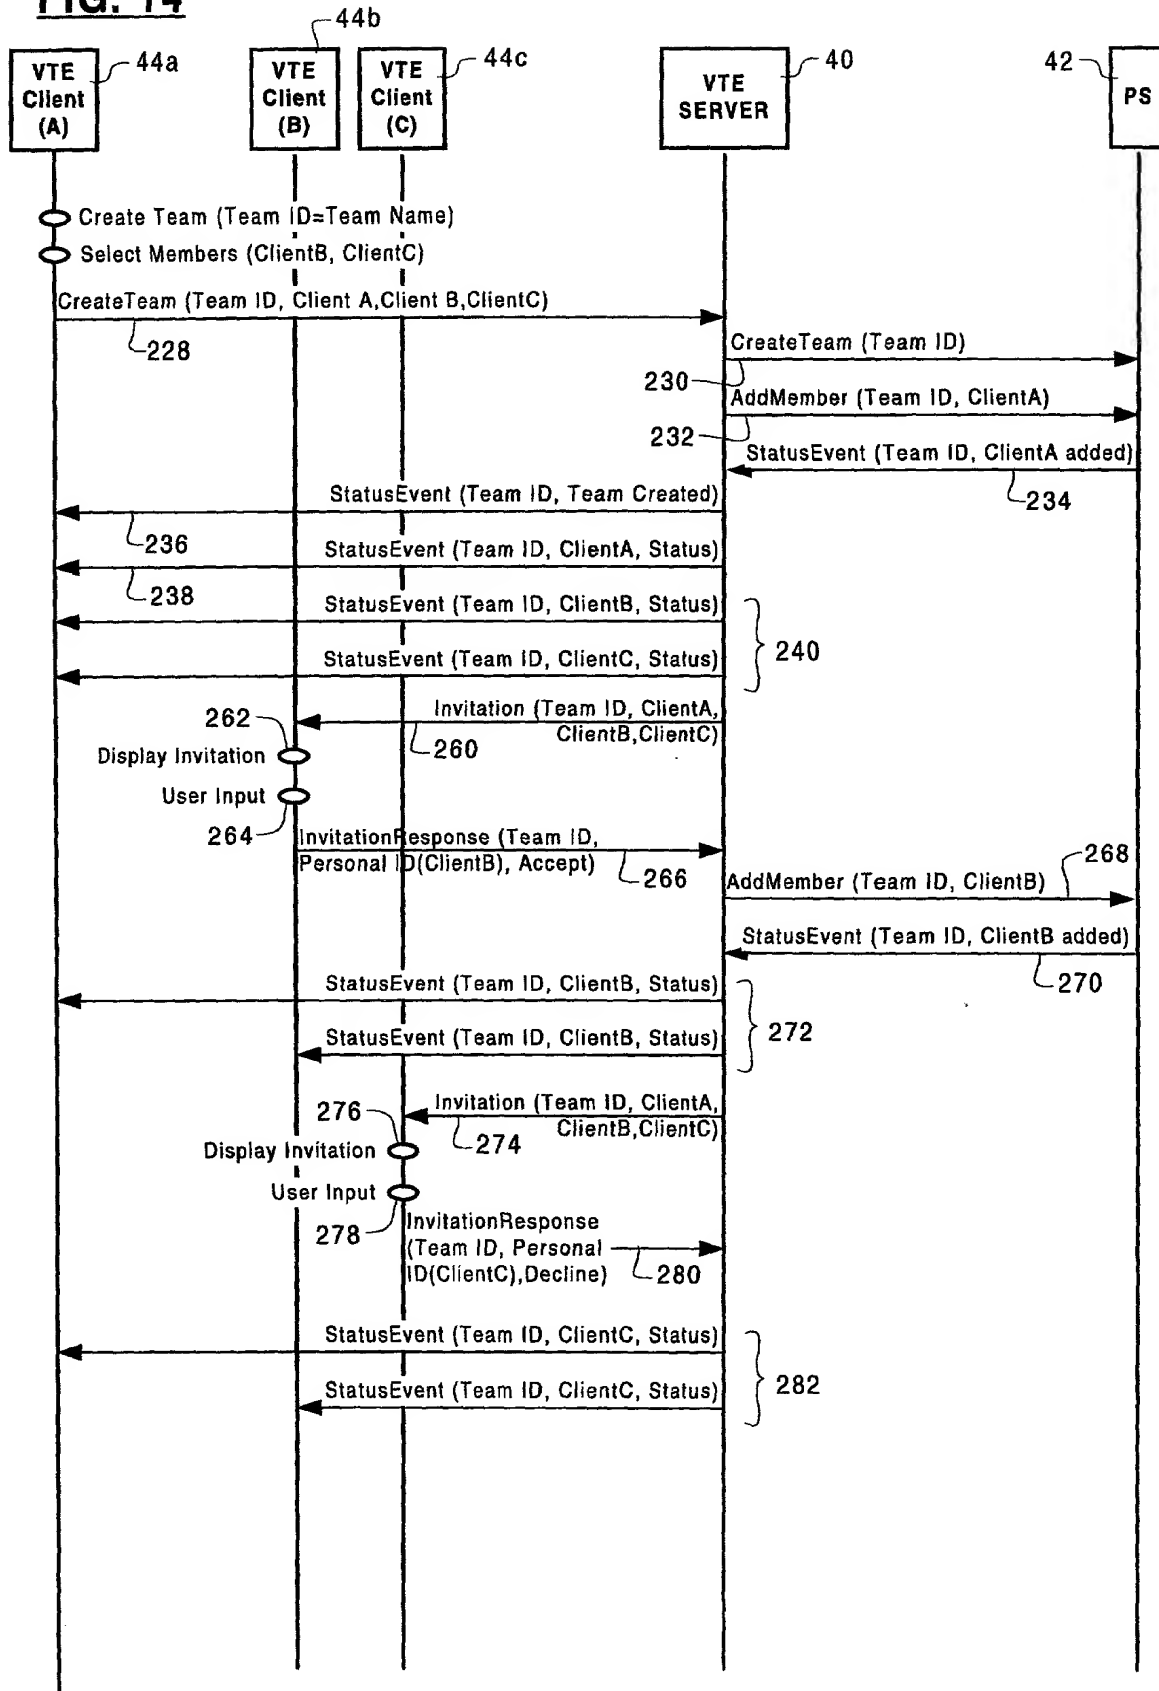 FIG. 14
44b
VTE
Client
(A)
44a
VTE
Client
(B)
VTE
Client
(C)
44c
VTE
SERVER
40
42
PS
Create Team (Team ID=Team Name)
Select Members (ClientB, ClientC)
CreateTeam (Team ID, Client A,Client B,ClientC)
228
CreateTeam (Team ID)
230
AddMember (Team ID, ClientA)
232
StatusEvent (Team ID, ClientA added)
234
StatusEvent (Team ID, Team Created)
236
StatusEvent (Team ID, ClientA, Status)
238
StatusEvent (Team ID, ClientB, Status)
240
StatusEvent (Team ID, ClientC, Status)
Invitation (Team ID, ClientA,
ClientB,ClientC)
260
262
Display Invitation
User Input
264
InvitationResponse (Team ID,
Personal ID(ClientB), Accept)
266
268
AddMember (Team ID, ClientB)
StatusEvent (Team ID, ClientB added)
270
StatusEvent (Team ID, ClientB, Status)
272
StatusEvent (Team ID, ClientB, Status)
Invitation (Team ID, ClientA,
ClientB,ClientC)
274
276
Display Invitation
User Input
278
InvitationResponse
(Team ID, Personal
ID(ClientC),Decline)
280
StatusEvent (Team ID, ClientC, Status)
282
StatusEvent (Team ID, ClientC, Status)